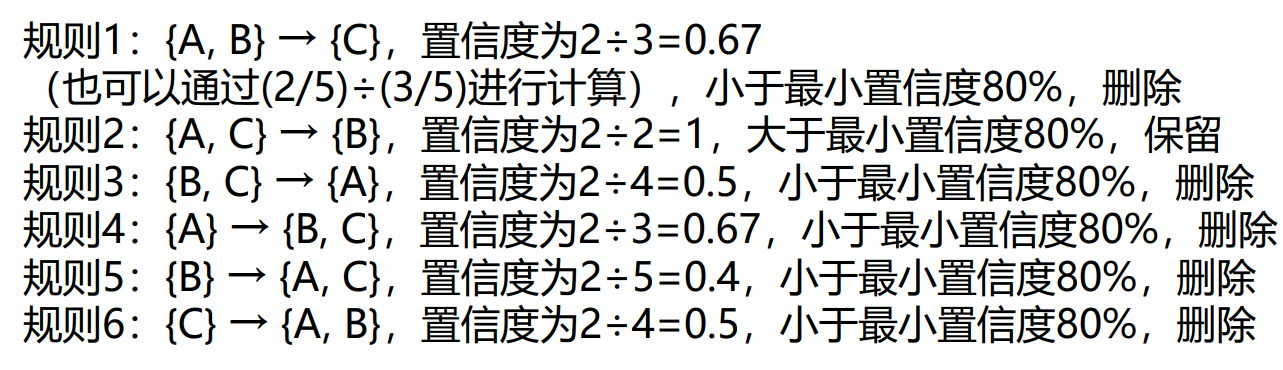 规则1：{A, B} → {C}，置信度为2÷3=0.67
（也可以通过(2/5)÷(3/5)进行计算），小于最小置信度80%，删除
规则2：{A, C} → {B}，置信度为2÷2=1，大于最小置信度80%，保留
规则3：{B, C} → {A}，置信度为2÷4=0.5，小于最小置信度80%，删除
规则4：{A} → {B, C}，置信度为2÷3=0.67，小于最小置信度80%，删除
规则5：{B} → {A, C}，置信度为2÷5=0.4，小于最小置信度80%，删除
规则6：{C} → {A, B}，置信度为2÷4=0.5，小于最小置信度80%，删除